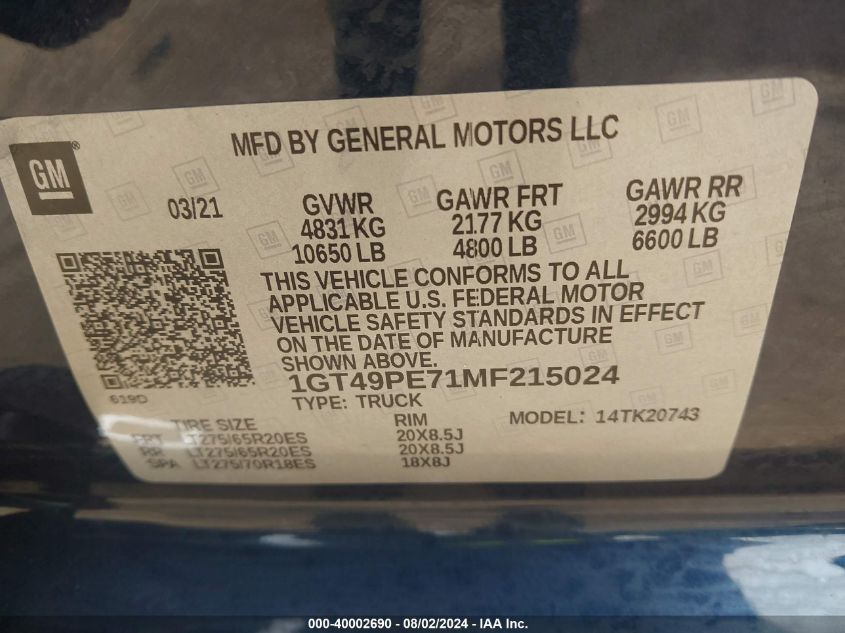 MFD BY GENERAL MOTORS LLC
GM
03/21
GVWR
4831 KG
10650 LB
GAWR FRT
2177 KG
4800 LB
GAWR RR
2994 KG
6600 LB
THIS VEHICLE CONFORMS TO ALL
APPLICABLE U.S. FEDERAL MOTOR
VEHICLE SAFETY STANDARDS IN EFFECT
ON THE DATE OF MANUFACTURE
SHOWN ABOVE.
1GT49PE71MF215024
619D
TYPE: TRUCK
MODEL: 14TK20743
TIRE SIZE RIM
FRT LT275/65R20ES 20X8.5J
RR LT275/65R20ES 20X8.5J
SPA LT275/70R18ES 18X8J
000-40002690 - 08/02/2024 - IAA Inc.